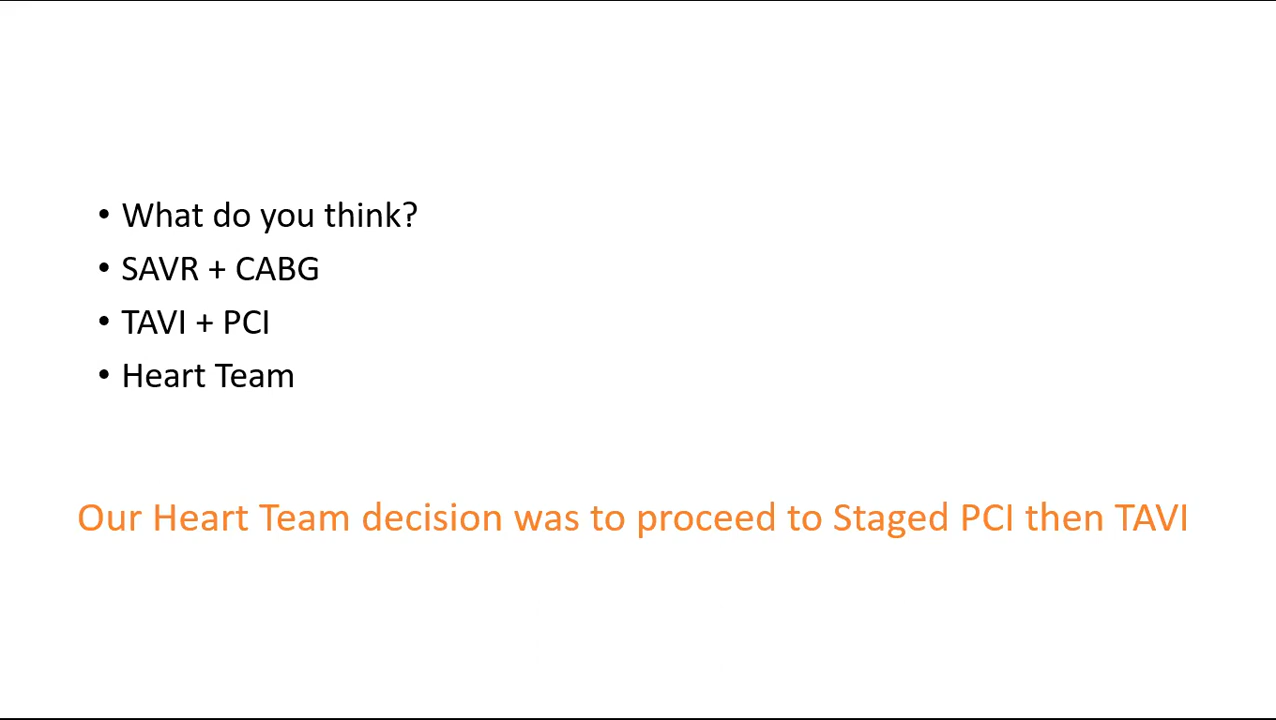 • What do you think?
• SAVR + CABG
• TAVI + PCI
• Heart Team
Our Heart Team decision was to proceed to Staged PCI then TAVI